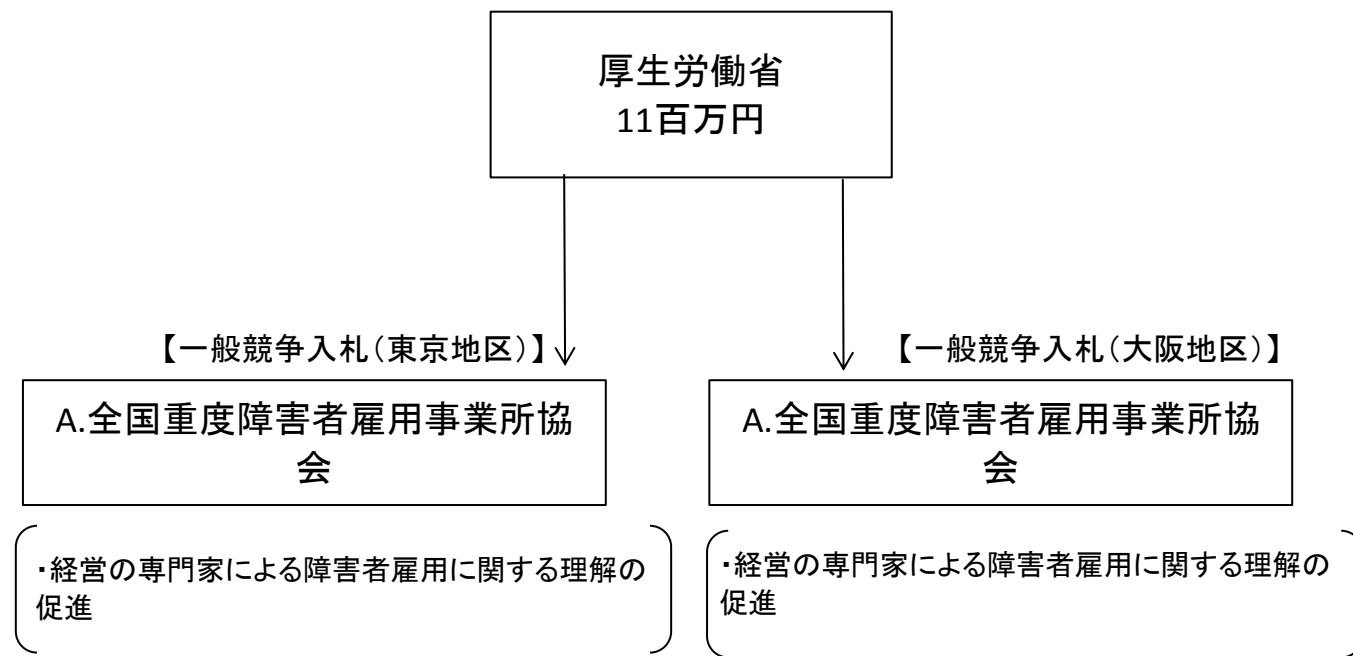 厚生労働省
11百万円
【一般競争入札（東京地区）】
【一般競争入札（大阪地区）】
A.全国重度障害者雇用事業所協
会
A.全国重度障害者雇用事業所協
会
・経営の専門家による障害者雇用に関する理解の
促進
・経営の専門家による障害者雇用に関する理解の
促進